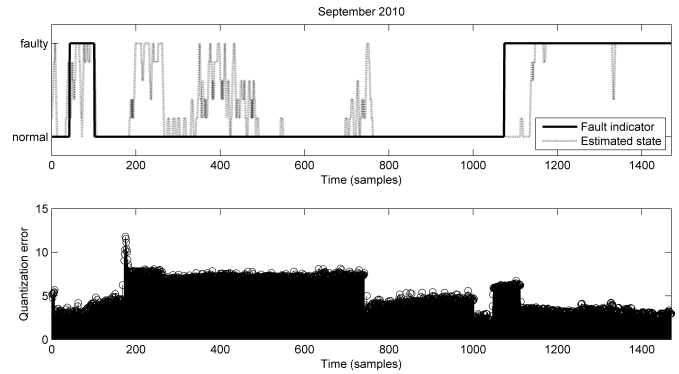 September 2010
faulty
normal
Fault indicator
Estimated state
0 200 400 600 800 1000 1200 1400
Time (samples)
Quantization error
15
10
5
0
0 200 400 600 800 1000 1200 1400
Time (samples)